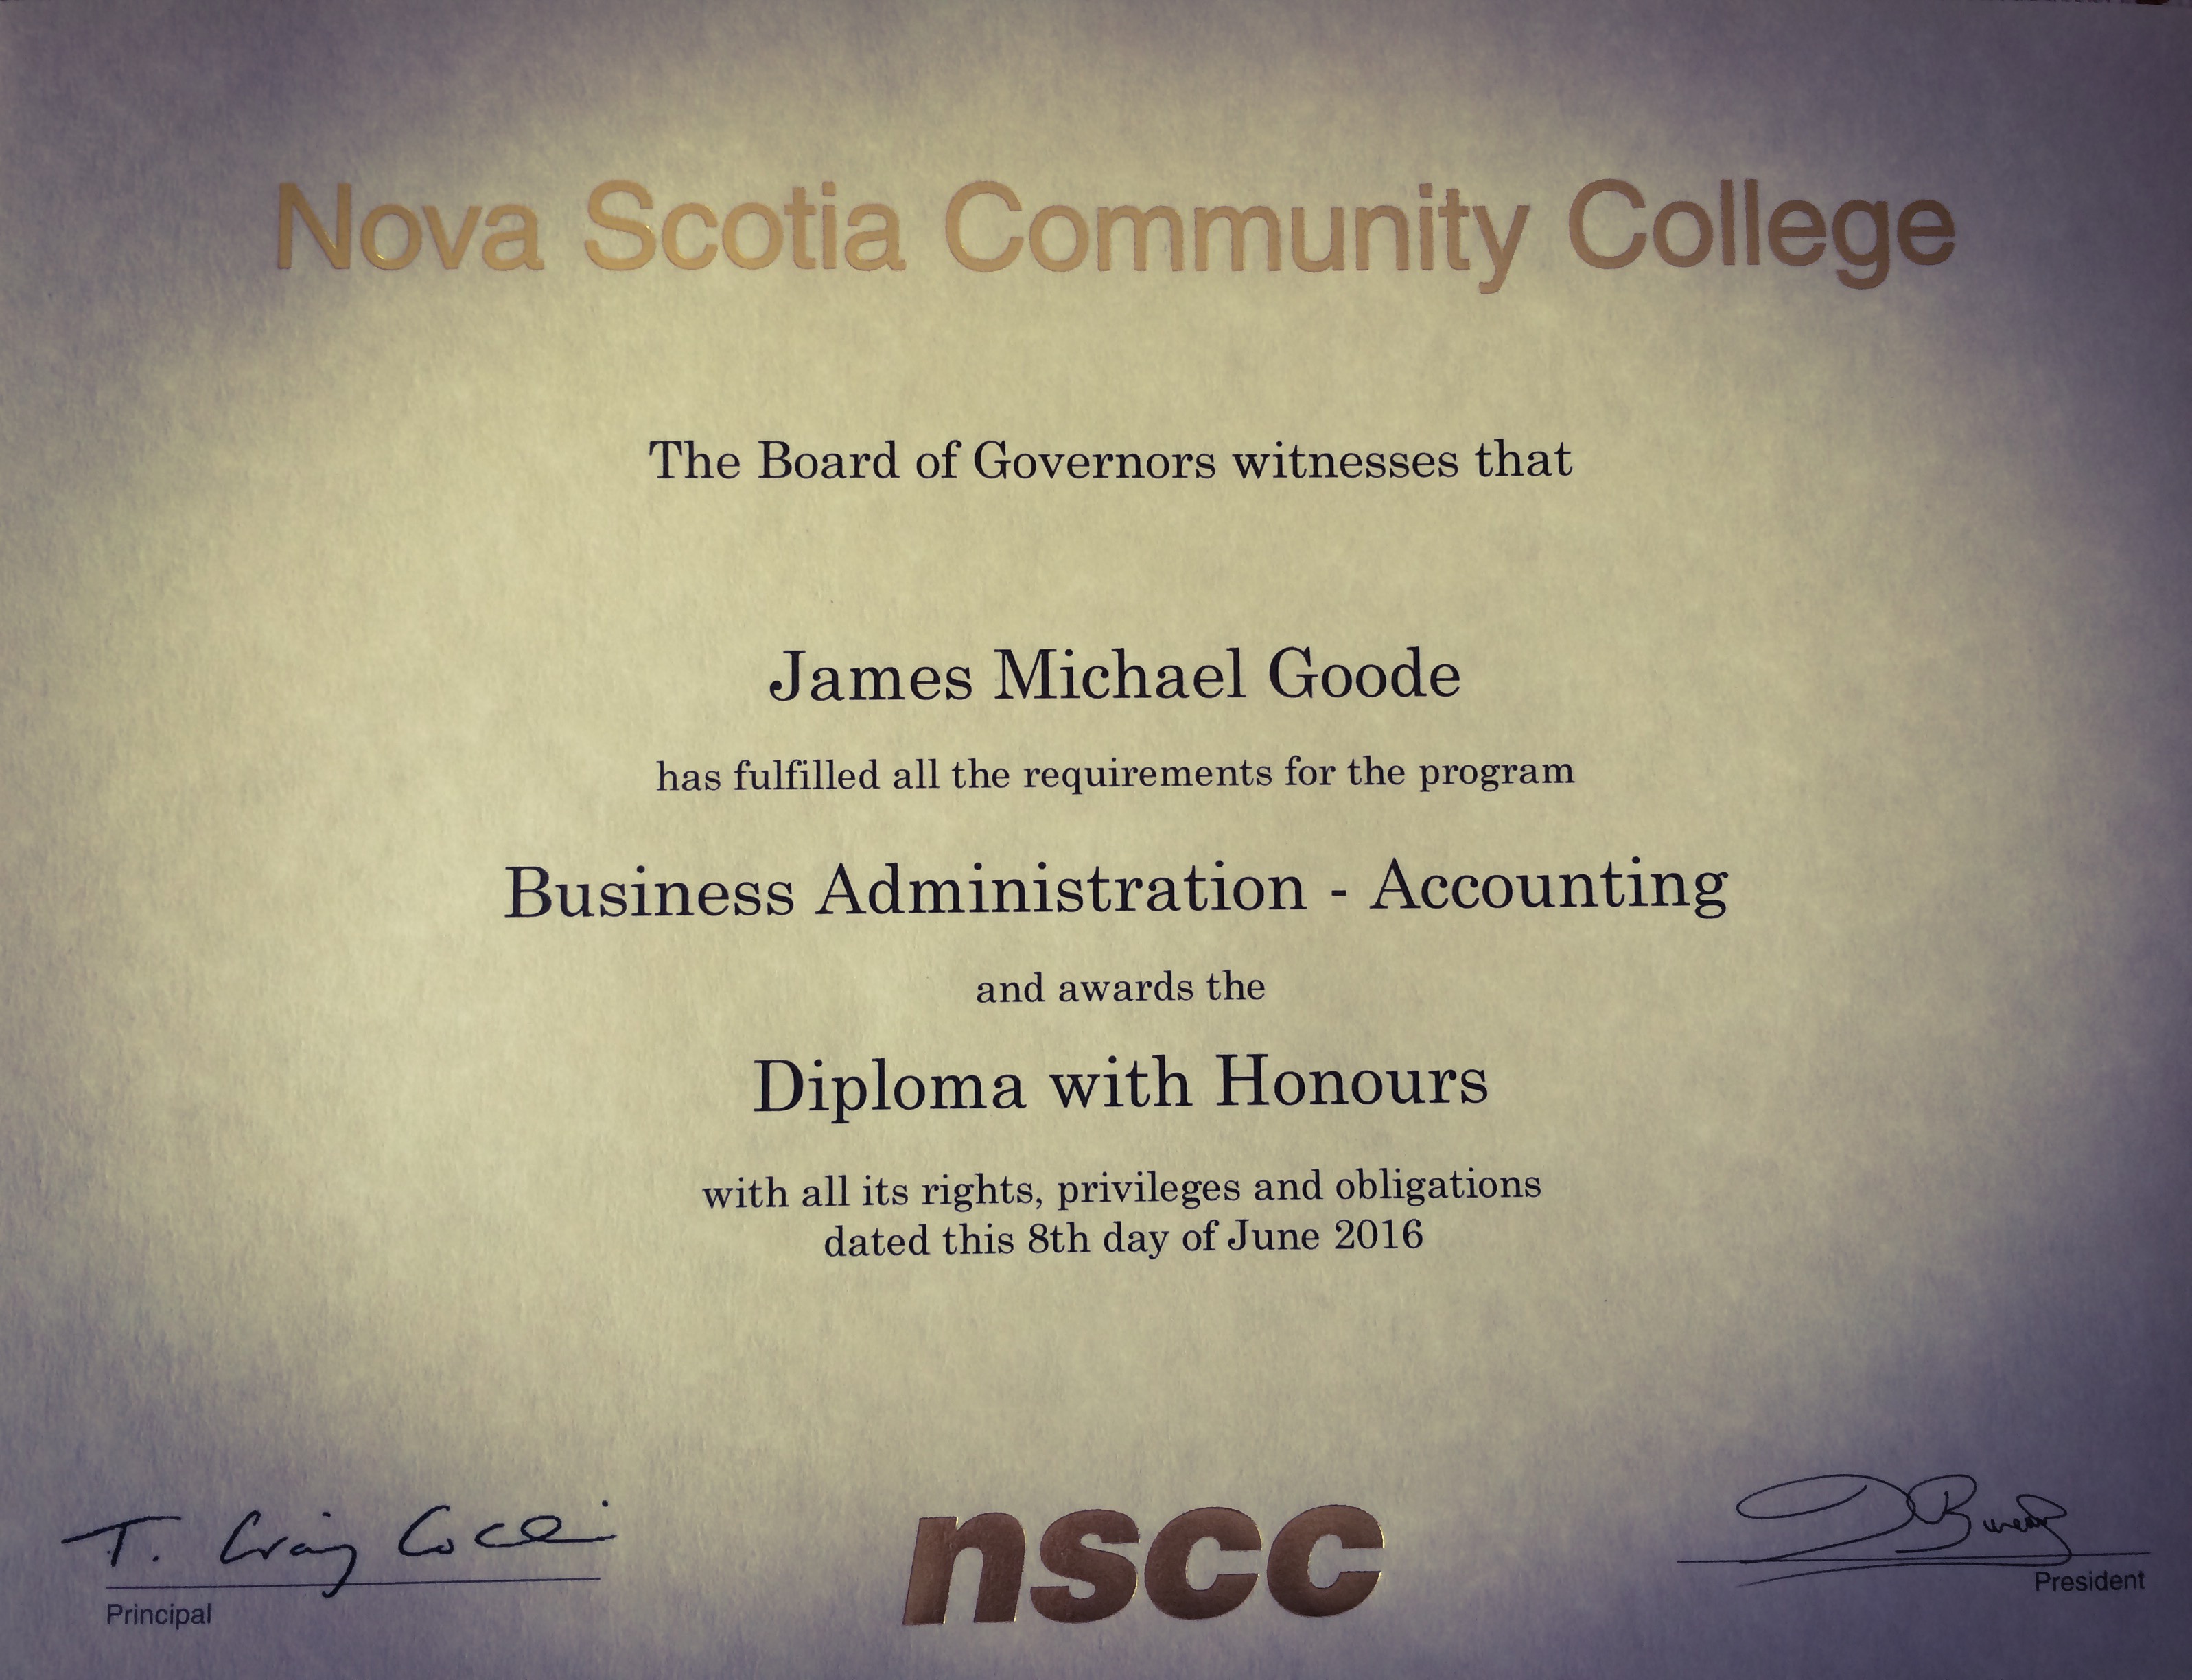 Nova Scotia Community College
The Board of Governors witnesses that
James Michael Goode
has fulfilled all the requirements for the program
Business Administration - Accounting
and awards the
Diploma with Honours
with all its rights, privileges and obligations
dated this 8th day of June 2016
T. Craig
Principal
nscc
President